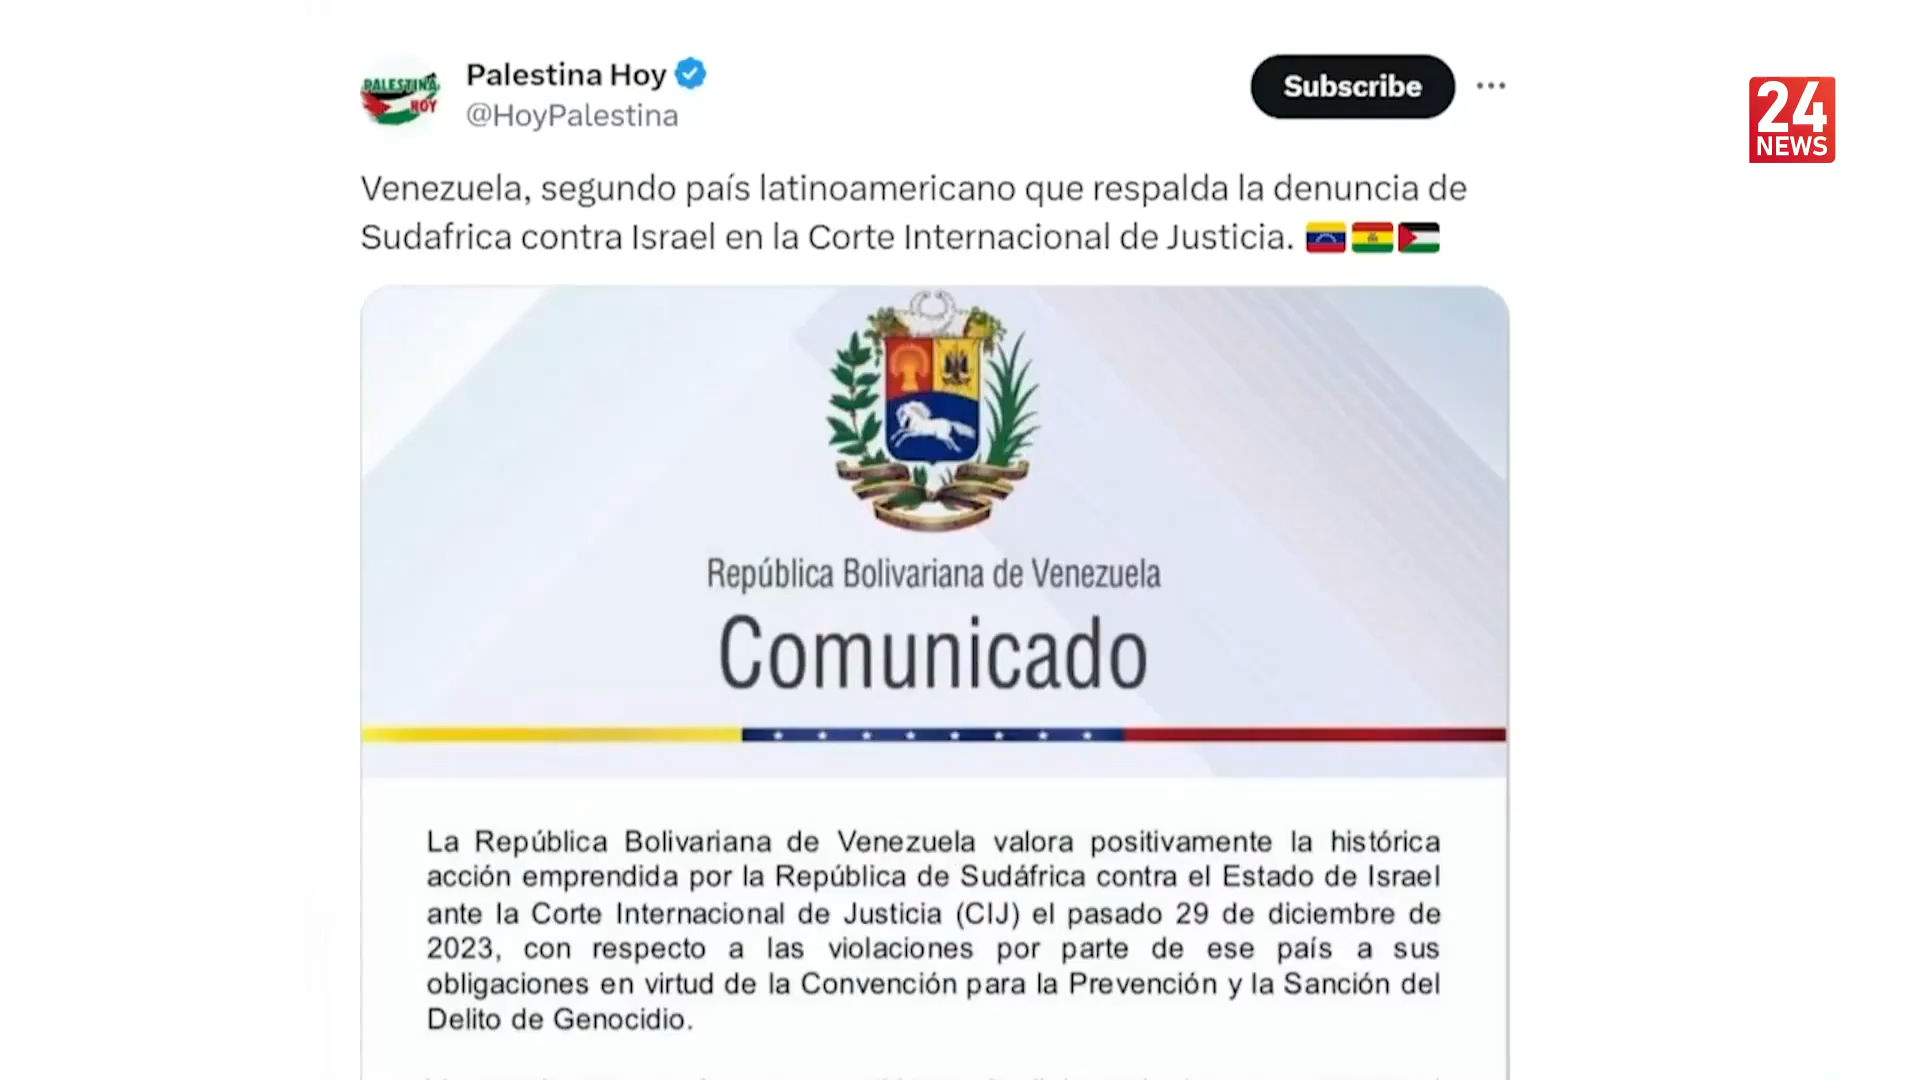 PALESTINA
HOY
Palestina Hoy
@HoyPalestina
Subscribe
24
NEWS
Venezuela, segundo país latinoamericano que respalda la denuncia de
Sudafrica contra Israel en la Corte Internacional de Justicia.
República Bolivariana de Venezuela
Comunicado
La República Bolivariana de Venezuela valora positivamente la histórica
acción emprendida por la República de Sudáfrica contra el Estado de Israel
ante la Corte Internacional de Justicia (CIJ) el pasado 29 de diciembre de
2023, con respecto a las violaciones por parte de ese país a sus
obligaciones en virtud de la Convención para la Prevención y la Sanción del
Delito de Genocidio.